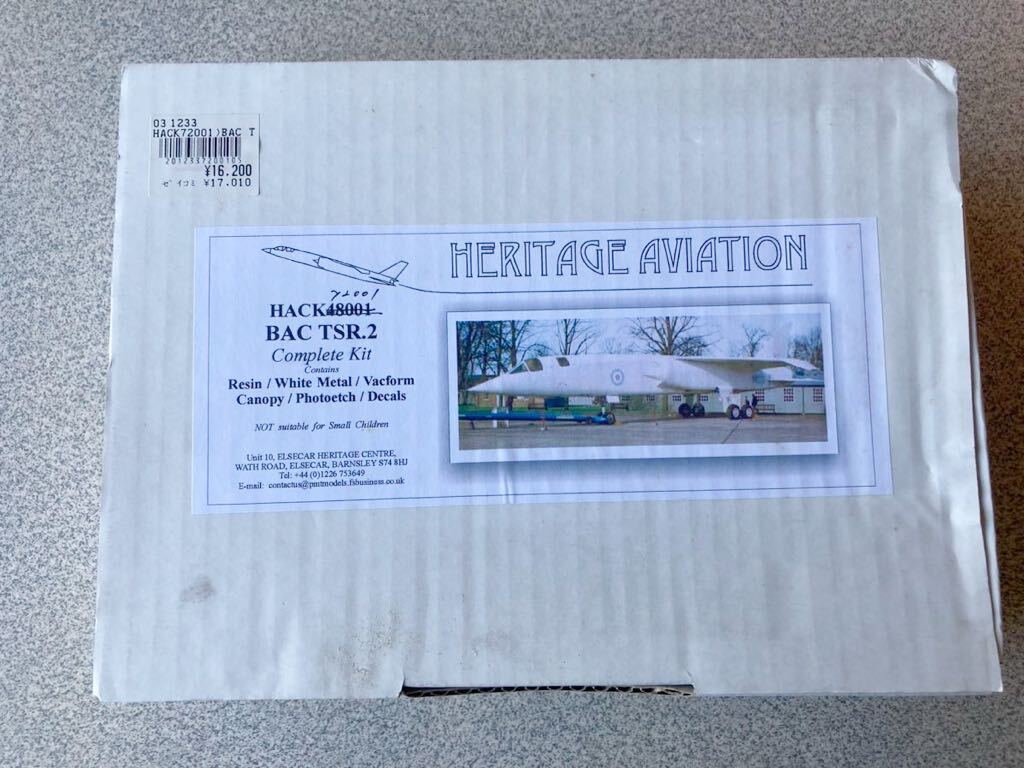 03 1233
HACK72001)BAC T
2012337200105
¥16.200
ゼイコミ ¥17.010
HERITAGE AVIATION
72001
HACK48001
BAC TSR.2
Complete Kit
Contains
Resin / White Metal / Vacform
Canopy / Photoetch / Decals
NOT suitable for Small Children
Unit 10, ELSECAR HERITAGE CENTRE,
WATH ROAD, ELSECAR, BARNSLEY S74 8HJ
Tel: +44 (0)1226 753649
E-mail: contactus@pmtmodels.fsbusiness.co.uk